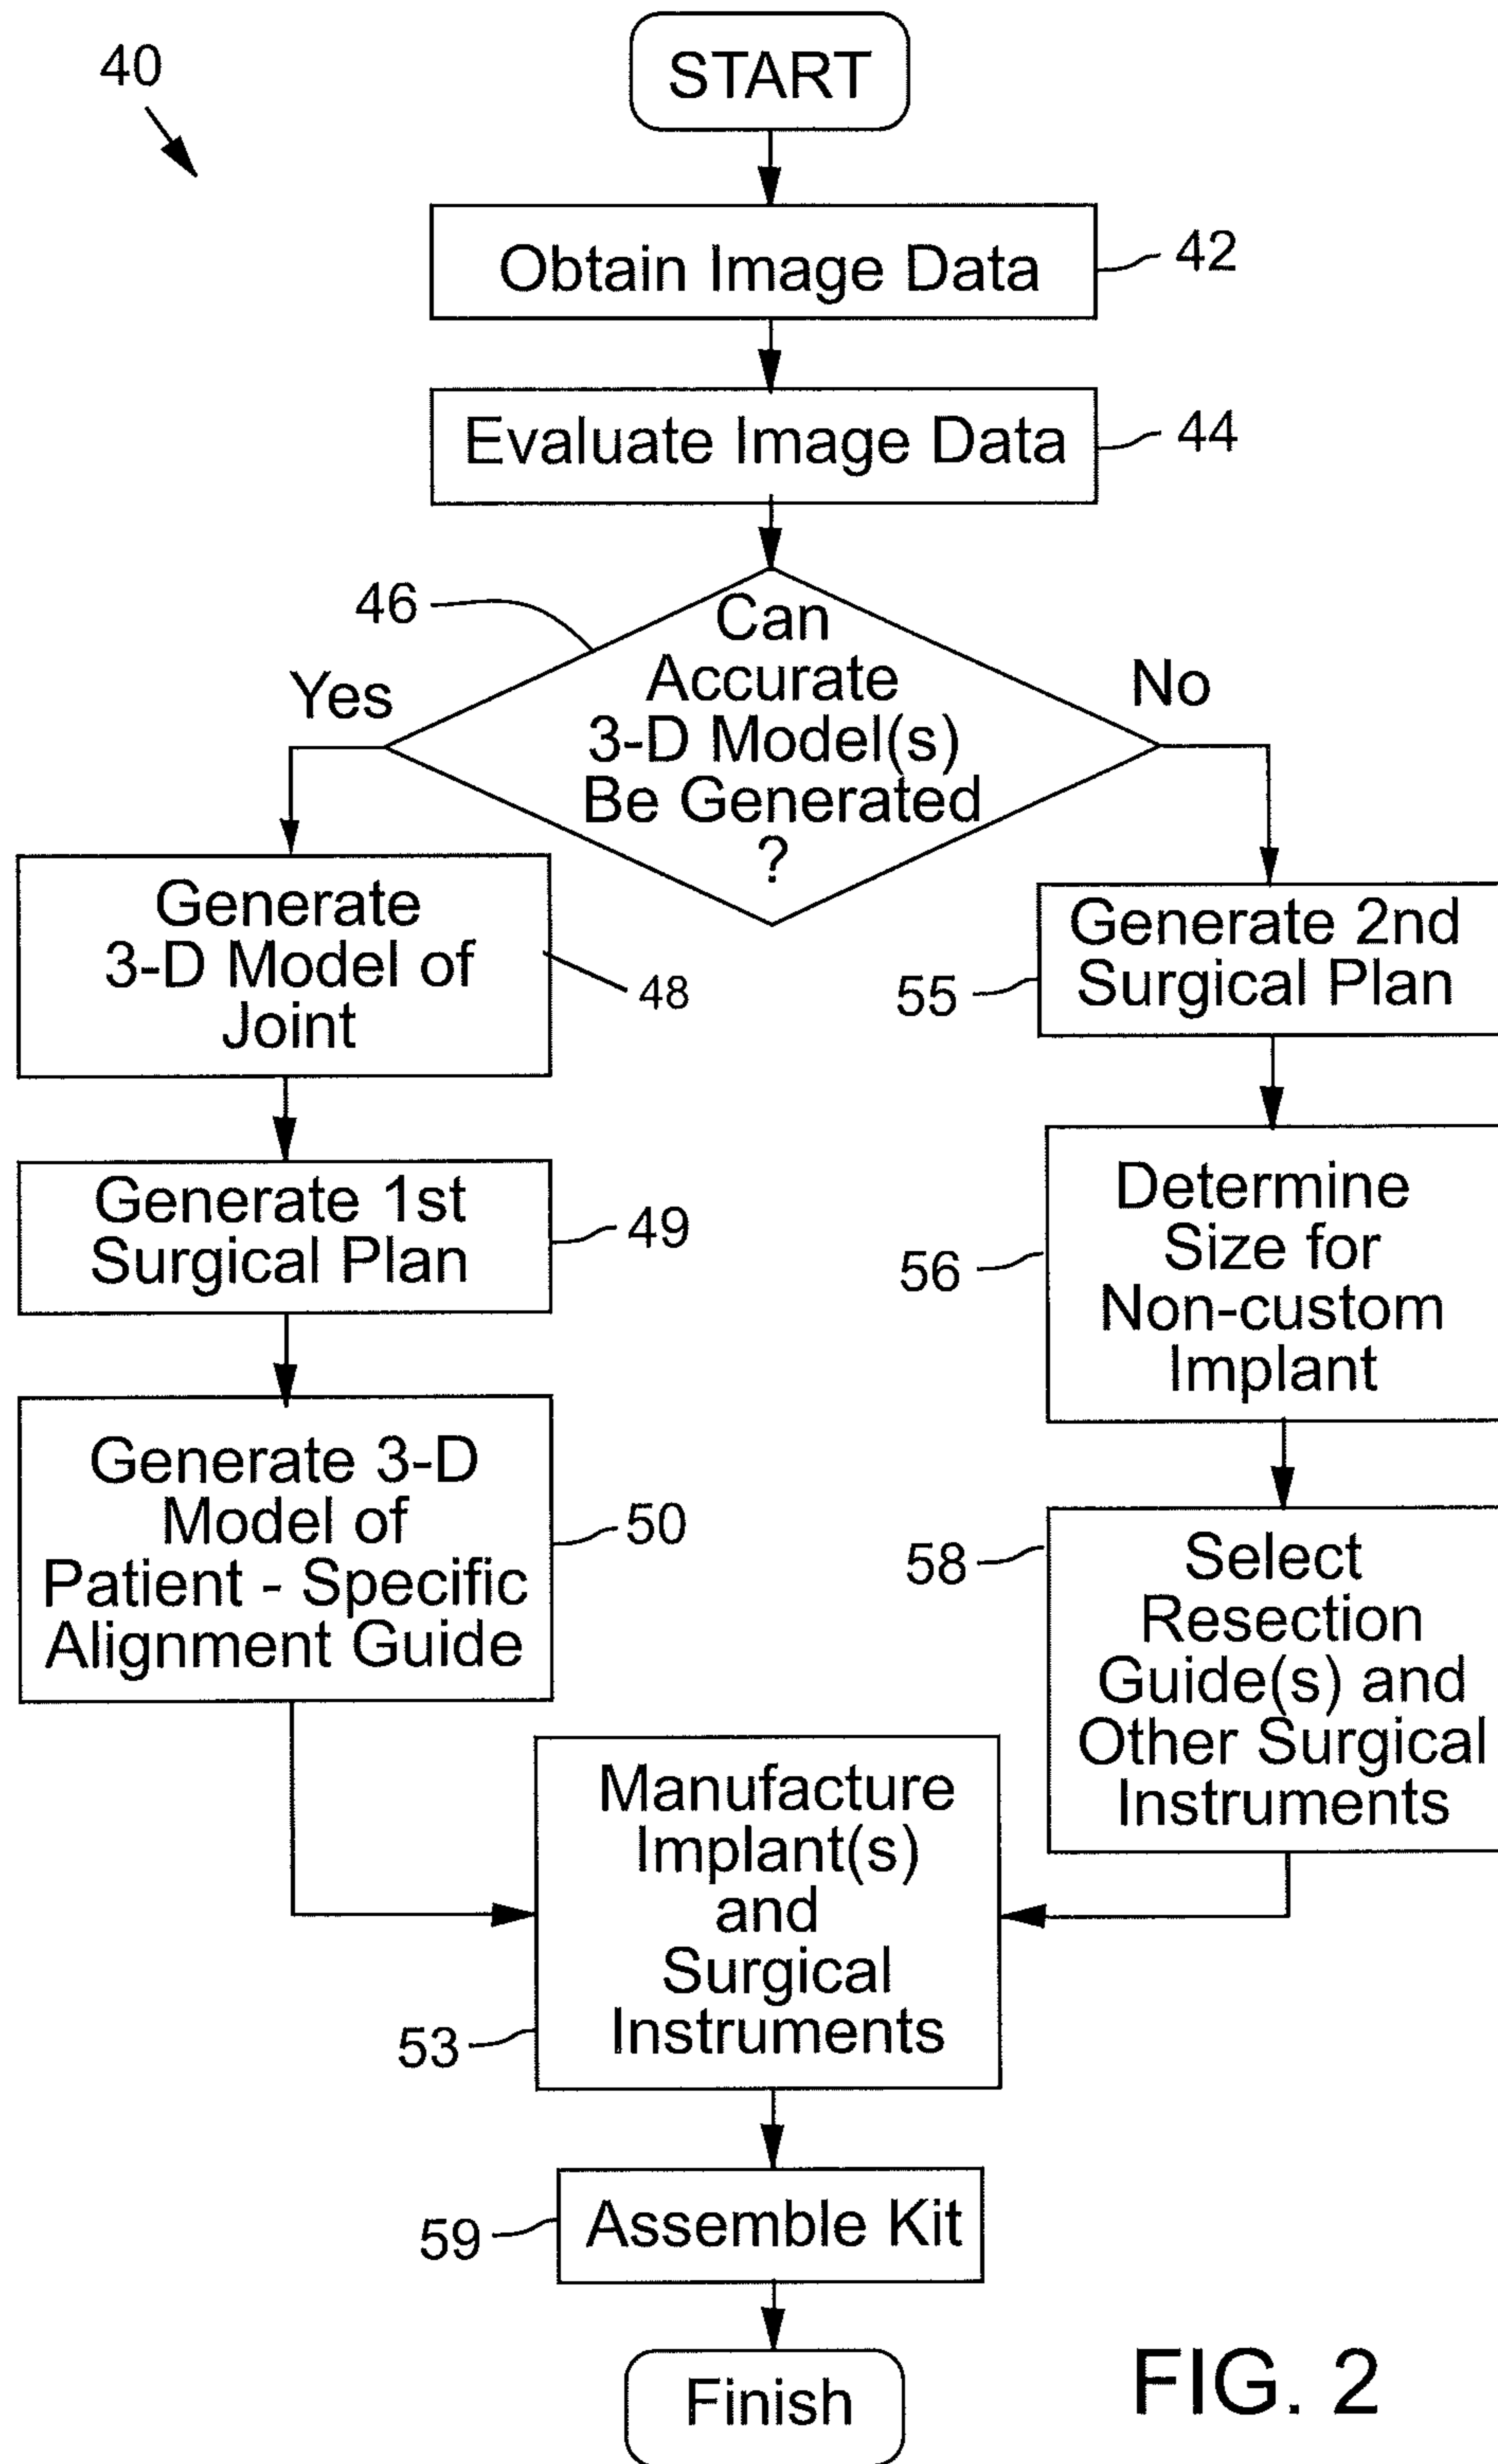 40
START
Obtain Image Data
42
Evaluate Image Data
44
46
Can
Accurate
3-D Model(s)
Be Generated
?
Yes
No
Generate
3-D Model of
Joint
48
Generate 1st
Surgical Plan
49
Generate 3-D
Model of
Patient - Specific
Alignment Guide
50
Generate 2nd
Surgical Plan
55
Determine
Size for
Non-custom
Implant
56
Select
Resection
Guide(s) and
Other Surgical
Instruments
58
Manufacture
Implant(s)
and
Surgical
Instruments
53
Assemble Kit
59
Finish
FIG. 2